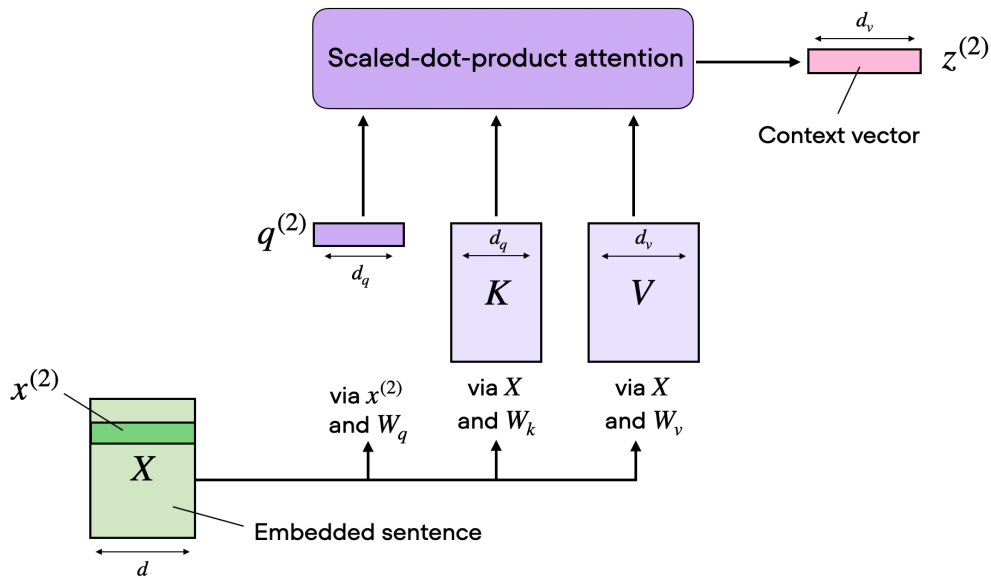 d_v
Scaled-dot-product attention
z^(2)
Context vector
q^(2)
d_q
d_q
K
d_v
V
x^(2)
via x^(2)
and W_q
via X
and W_k
via X
and W_v
X
Embedded sentence
d